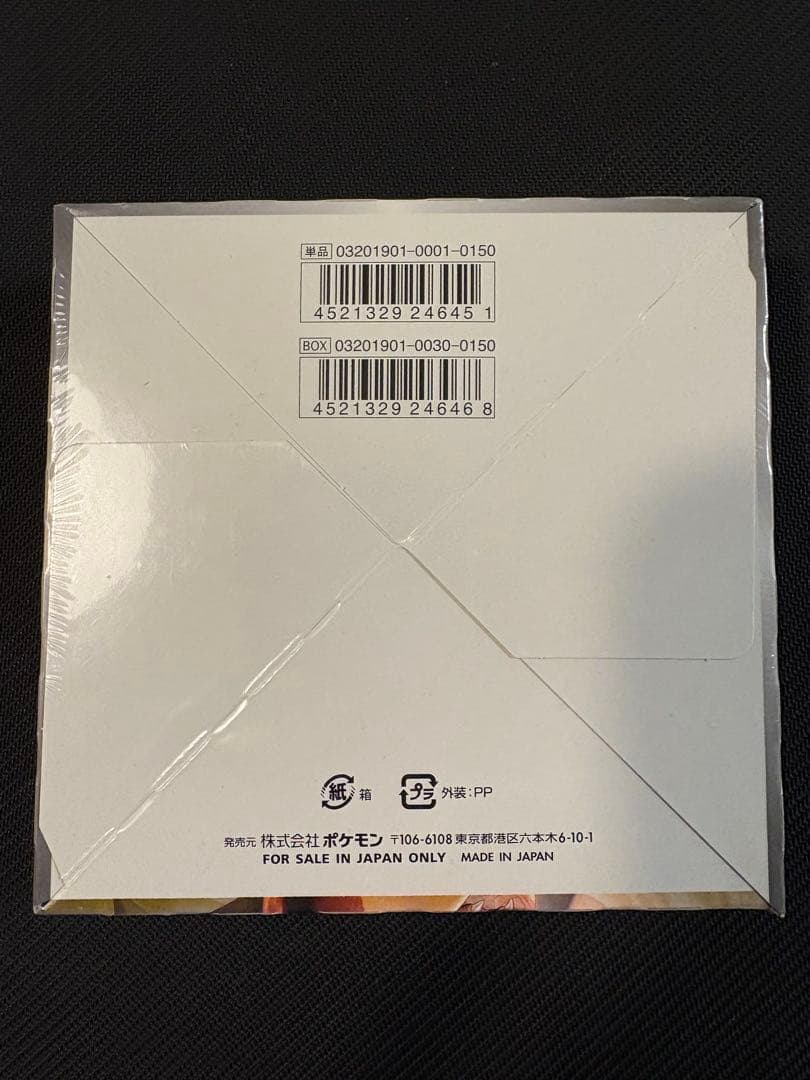 単品 03201901-0001-0150
4521329 24645 1
BOX 03201901-0030-0150
4521329 24646 8
紙 箱 プラ 外装:PP
発売元 株式会社 ポケモン 〒106-6108 東京都港区六本木6-10-1
FOR SALE IN JAPAN ONLY MADE IN JAPAN